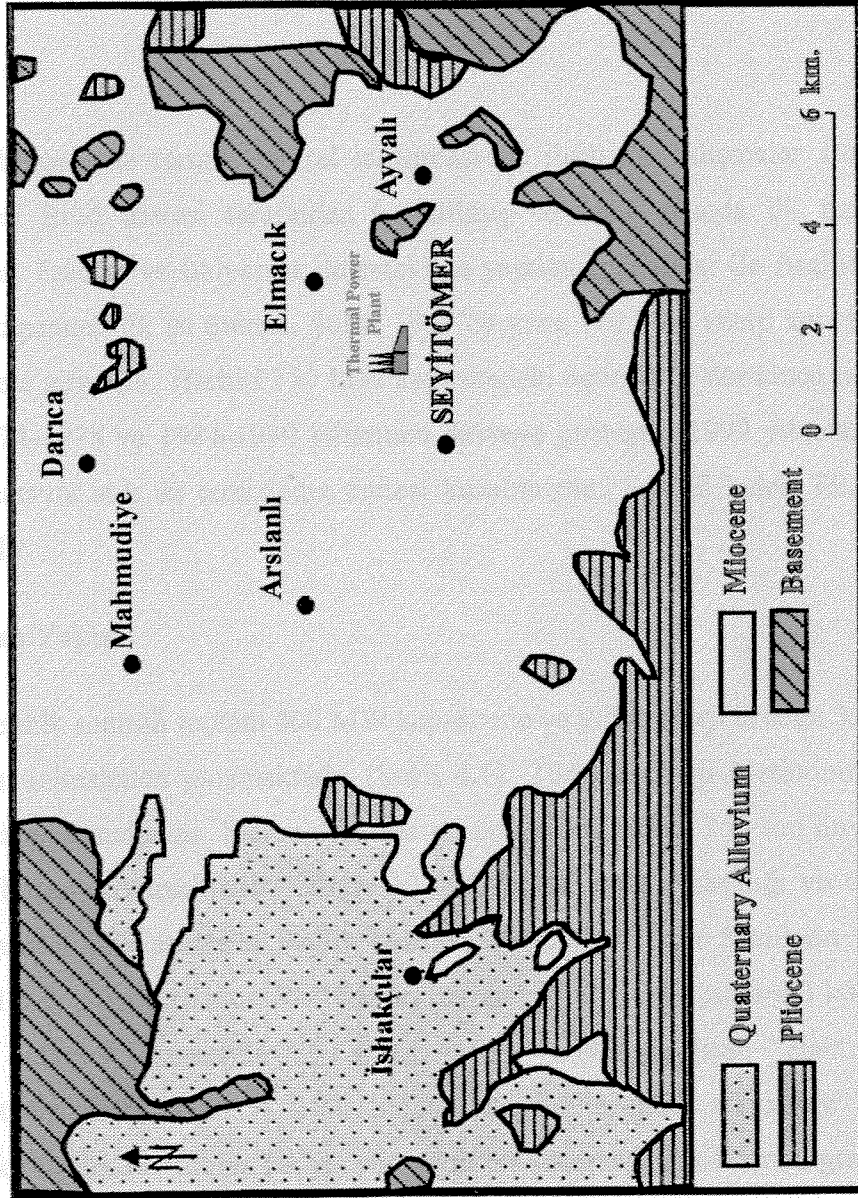 Darıca
Mahmudiye
Elmacık
Arslanlı
Thermal Power
Plant
Ayvalı
SEYİTÖMER
İshakçılar
N
Quaternary Alluvium
Miocene
Pliocene
Basement
0 2 4 6 km.